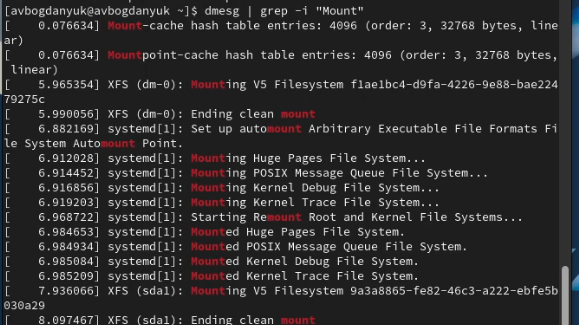 [avbogdanyuk@avbogdanyuk ~]$ dmesg | grep -i "Mount"
[    0.076634] Mount-cache hash table entries: 4096 (order: 3, 32768 bytes, line
ar)
[    0.076634] Mountpoint-cache hash table entries: 4096 (order: 3, 32768 bytes,
 linear)
[    5.965354] XFS (dm-0): Mounting V5 Filesystem f1ae1bc4-d9fa-4226-9e88-bae224
79275c
[    5.990056] XFS (dm-0): Ending clean mount
[    6.882169] systemd[1]: Set up automount Arbitrary Executable File Formats Fi
le System Automount Point.
[    6.912028] systemd[1]: Mounting Huge Pages File System...
[    6.914452] systemd[1]: Mounting POSIX Message Queue File System...
[    6.916856] systemd[1]: Mounting Kernel Debug File System...
[    6.919203] systemd[1]: Mounting Kernel Trace File System...
[    6.968722] systemd[1]: Starting Remount Root and Kernel File Systems...
[    6.984653] systemd[1]: Mounted Huge Pages File System.
[    6.984934] systemd[1]: Mounted POSIX Message Queue File System.
[    6.985084] systemd[1]: Mounted Kernel Debug File System.
[    6.985209] systemd[1]: Mounted Kernel Trace File System.
[    7.936066] XFS (sda1): Mounting V5 Filesystem 9a3a8865-fe82-46c3-a222-ebfe5b
030a29
[    8.097467] XFS (sda1): Ending clean mount